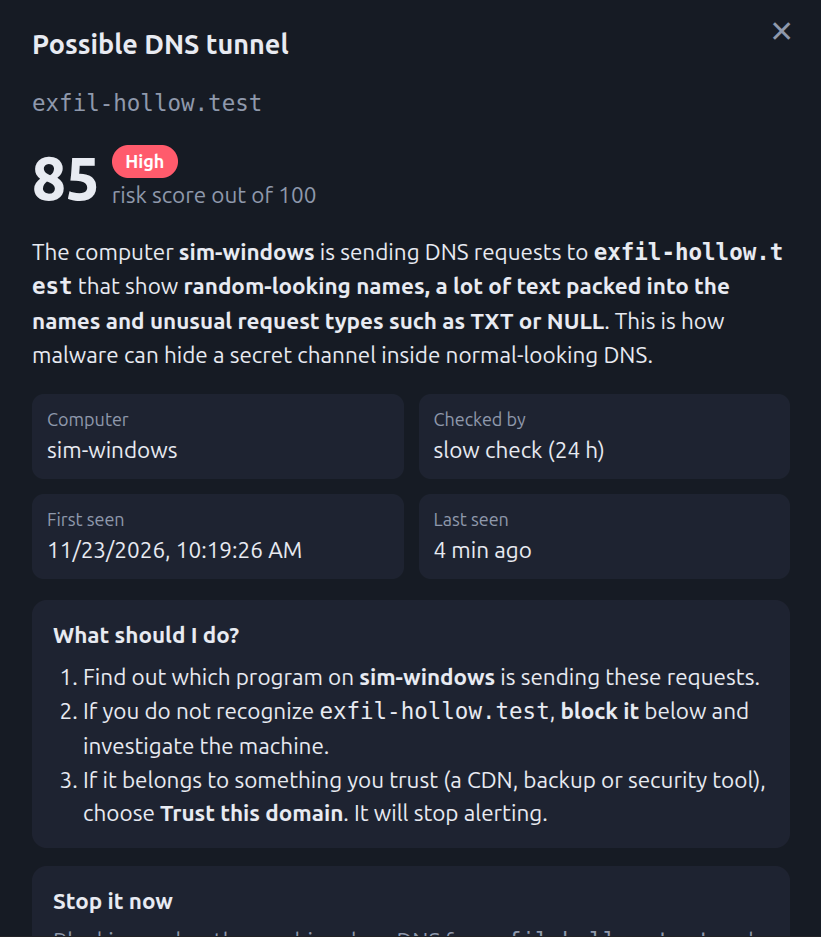 Possible DNS tunnel
exfil-hollow.test
85
High
risk score out of 100
The computer sim-windows is sending DNS requests to exfil-hollow.t
est that show random-looking names, a lot of text packed into the
names and unusual request types such as TXT or NULL. This is how
malware can hide a secret channel inside normal-looking DNS.
Computer
sim-windows
Checked by
slow check (24 h)
First seen
11/23/2026, 10:19:26 AM
Last seen
4 min ago
What should I do?
1. Find out which program on sim-windows is sending these requests.
2. If you do not recognize exfil-hollow.test, block it below and
investigate the machine.
3. If it belongs to something you trust (a CDN, backup or security tool),
choose Trust this domain. It will stop alerting.
Stop it now